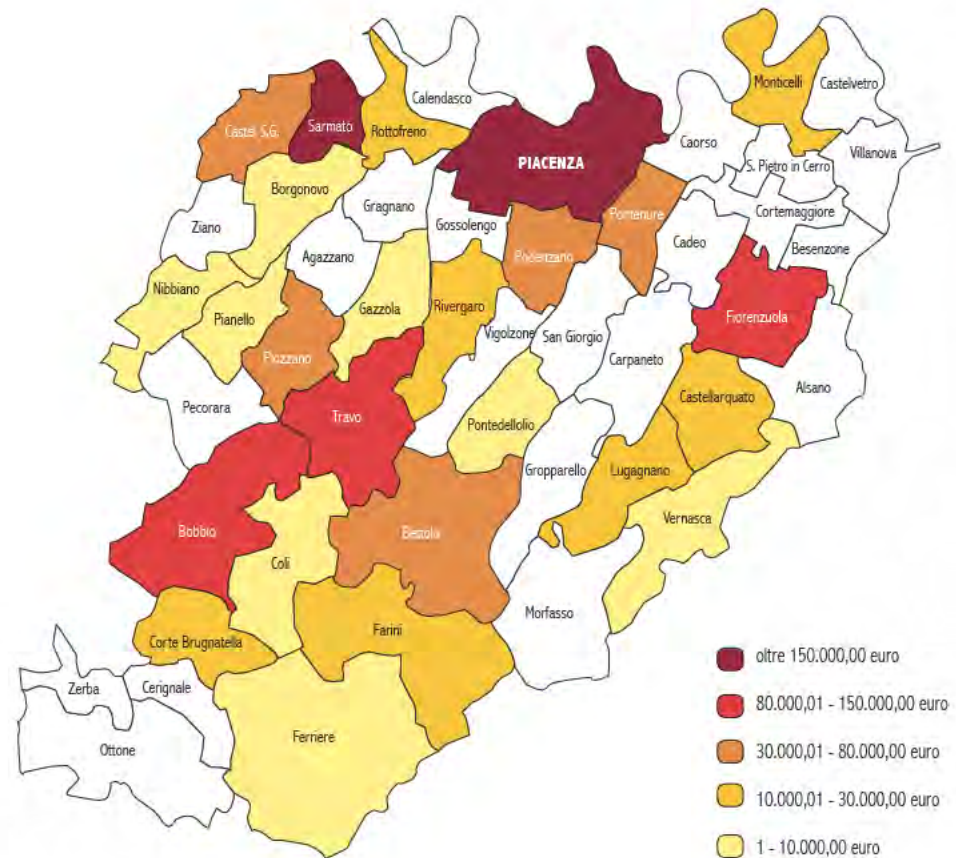 Monticelli
Castelvetro
Calendasco
Castel S.G.
Sarmato
Rottofreno
Caorso
Villanova
PIACENZA
S. Pietro in Cerro
Borgonovo
Gragnano
Pontenure
Cortemaggiore
Ziano
Gossolengo
Podenzano
Cadeo
Besenzone
Agazzano
Nibbiano
Gazzola
Rivergaro
Pianello
Fiorenzuola
Vigolzone
San Giorgio
Piozzano
Carpaneto
Alsano
Pecorara
Travo
Castellarquato
Pontedellolio
Gropparello
Lugagnano
Vernasca
Bobbio
Bettola
Coli
Morfasso
Corte Brugnatella
Farini
Zerba
Cerignale
Ottone
Ferriere
oltre 150.000,00 euro
80.000,01 - 150.000,00 euro
30.000,01 - 80.000,00 euro
10.000,01 - 30.000,00 euro
1 - 10.000,00 euro